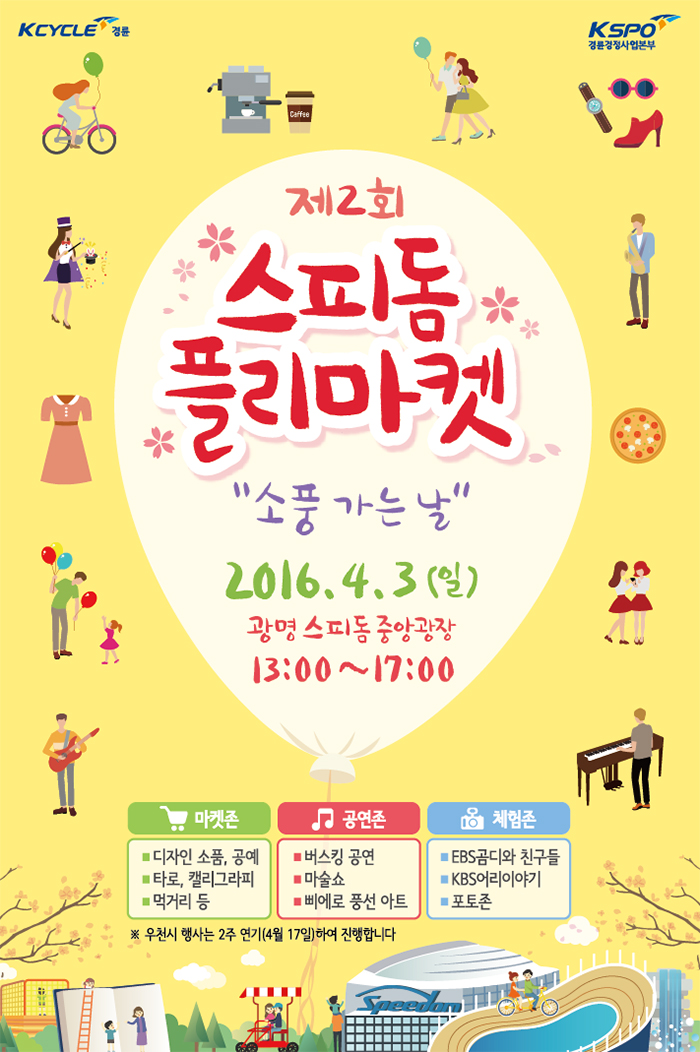 KCYCLE 경륜
KSPO
경륜경정사업본부
Coffee
제2회
스피돔
플리마켓
"소풍 가는 날"
2016.4.3(일)
광명 스피돔 중앙광장
13:00~17:00
마켓존
디자인 소품, 공예
타로, 캘리그라피
먹거리 등
공연존
버스킹 공연
마술쇼
삐에로 풍선 아트
체험존
EBS곰디와 친구들
KBS어리이야기
포토존
※ 우천시 행사는 2주 연기(4월 17일)하여 진행합니다
Speedom